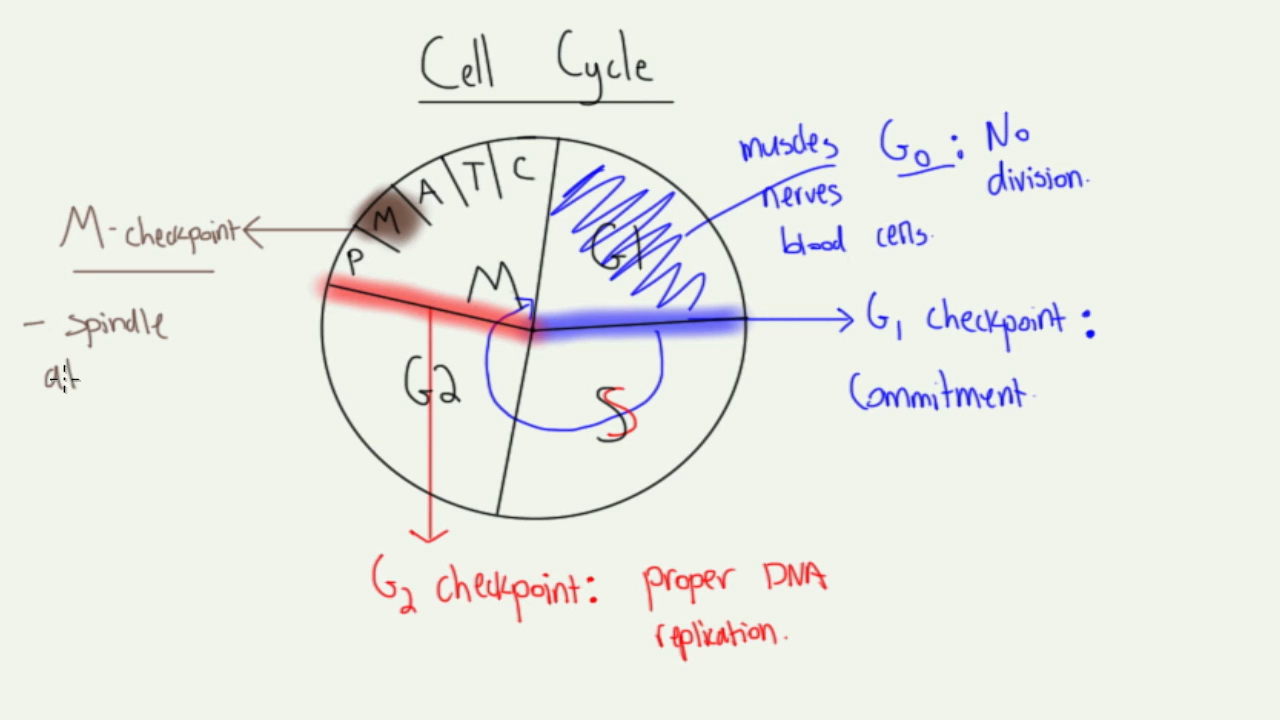 Cell Cycle
muscles
nerves
blood cells.
G0: No
division.
P
M
A
T
C
G1
M
M-checkpoint
- spindle
at
G1 checkpoint:
Commitment.
G2
S
G2 checkpoint: proper DNA
replication.